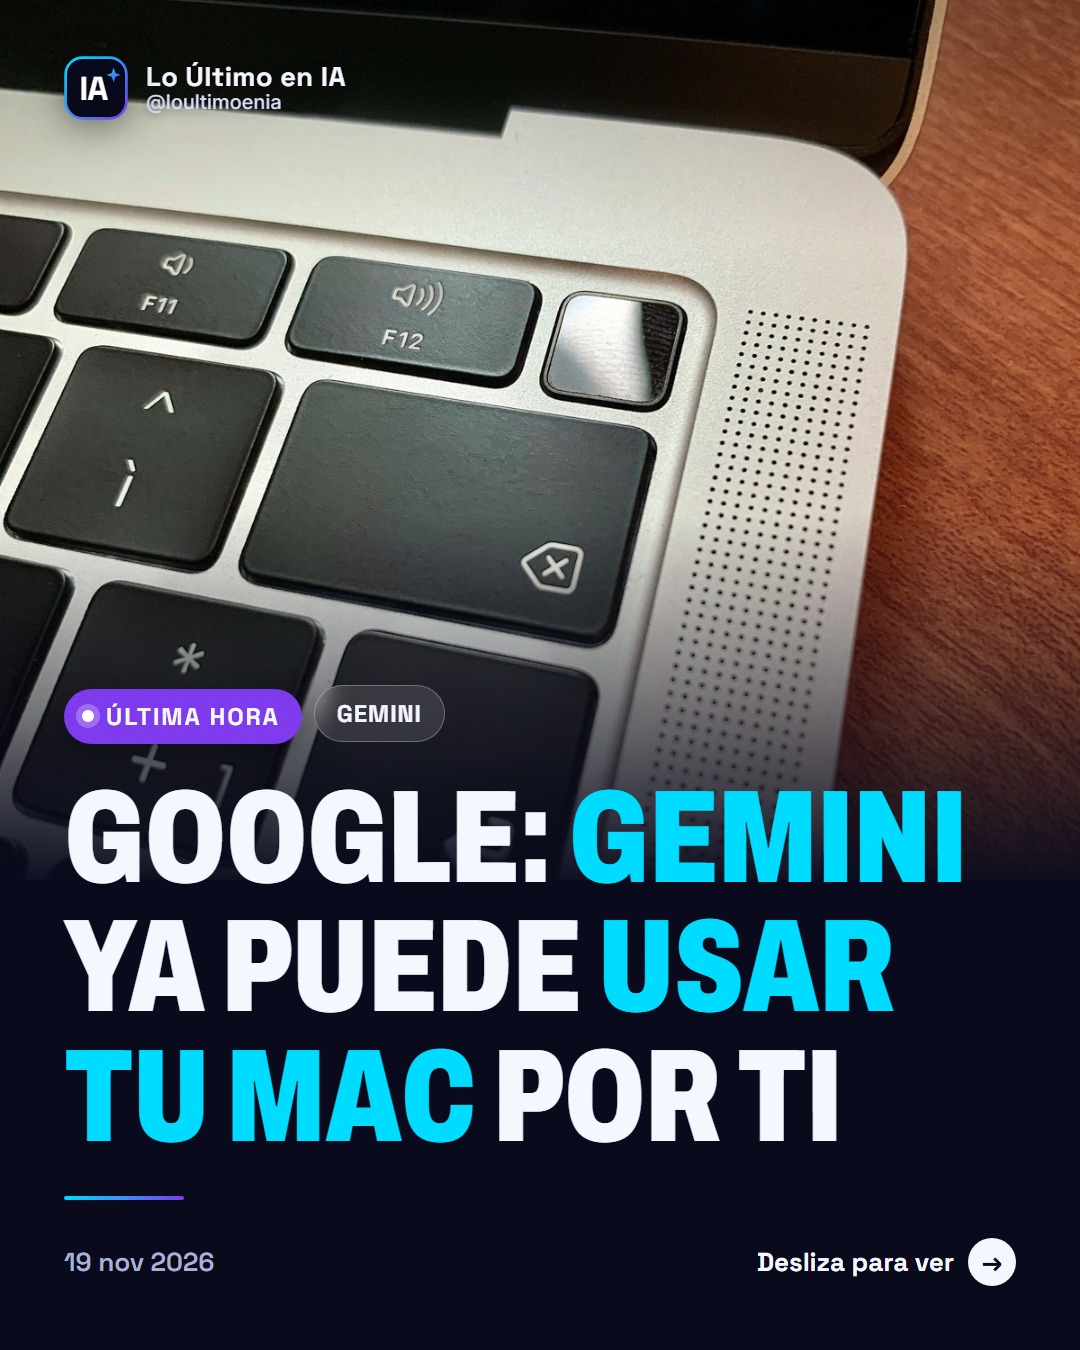 IA
Lo Último en IA
@loultimoenia
F11
F12
^
ì
*
+ ]
ÚLTIMA HORA
GEMINI
GOOGLE: GEMINI
YA PUEDE USAR
TU MAC POR TI
19 nov 2026
Desliza para ver →